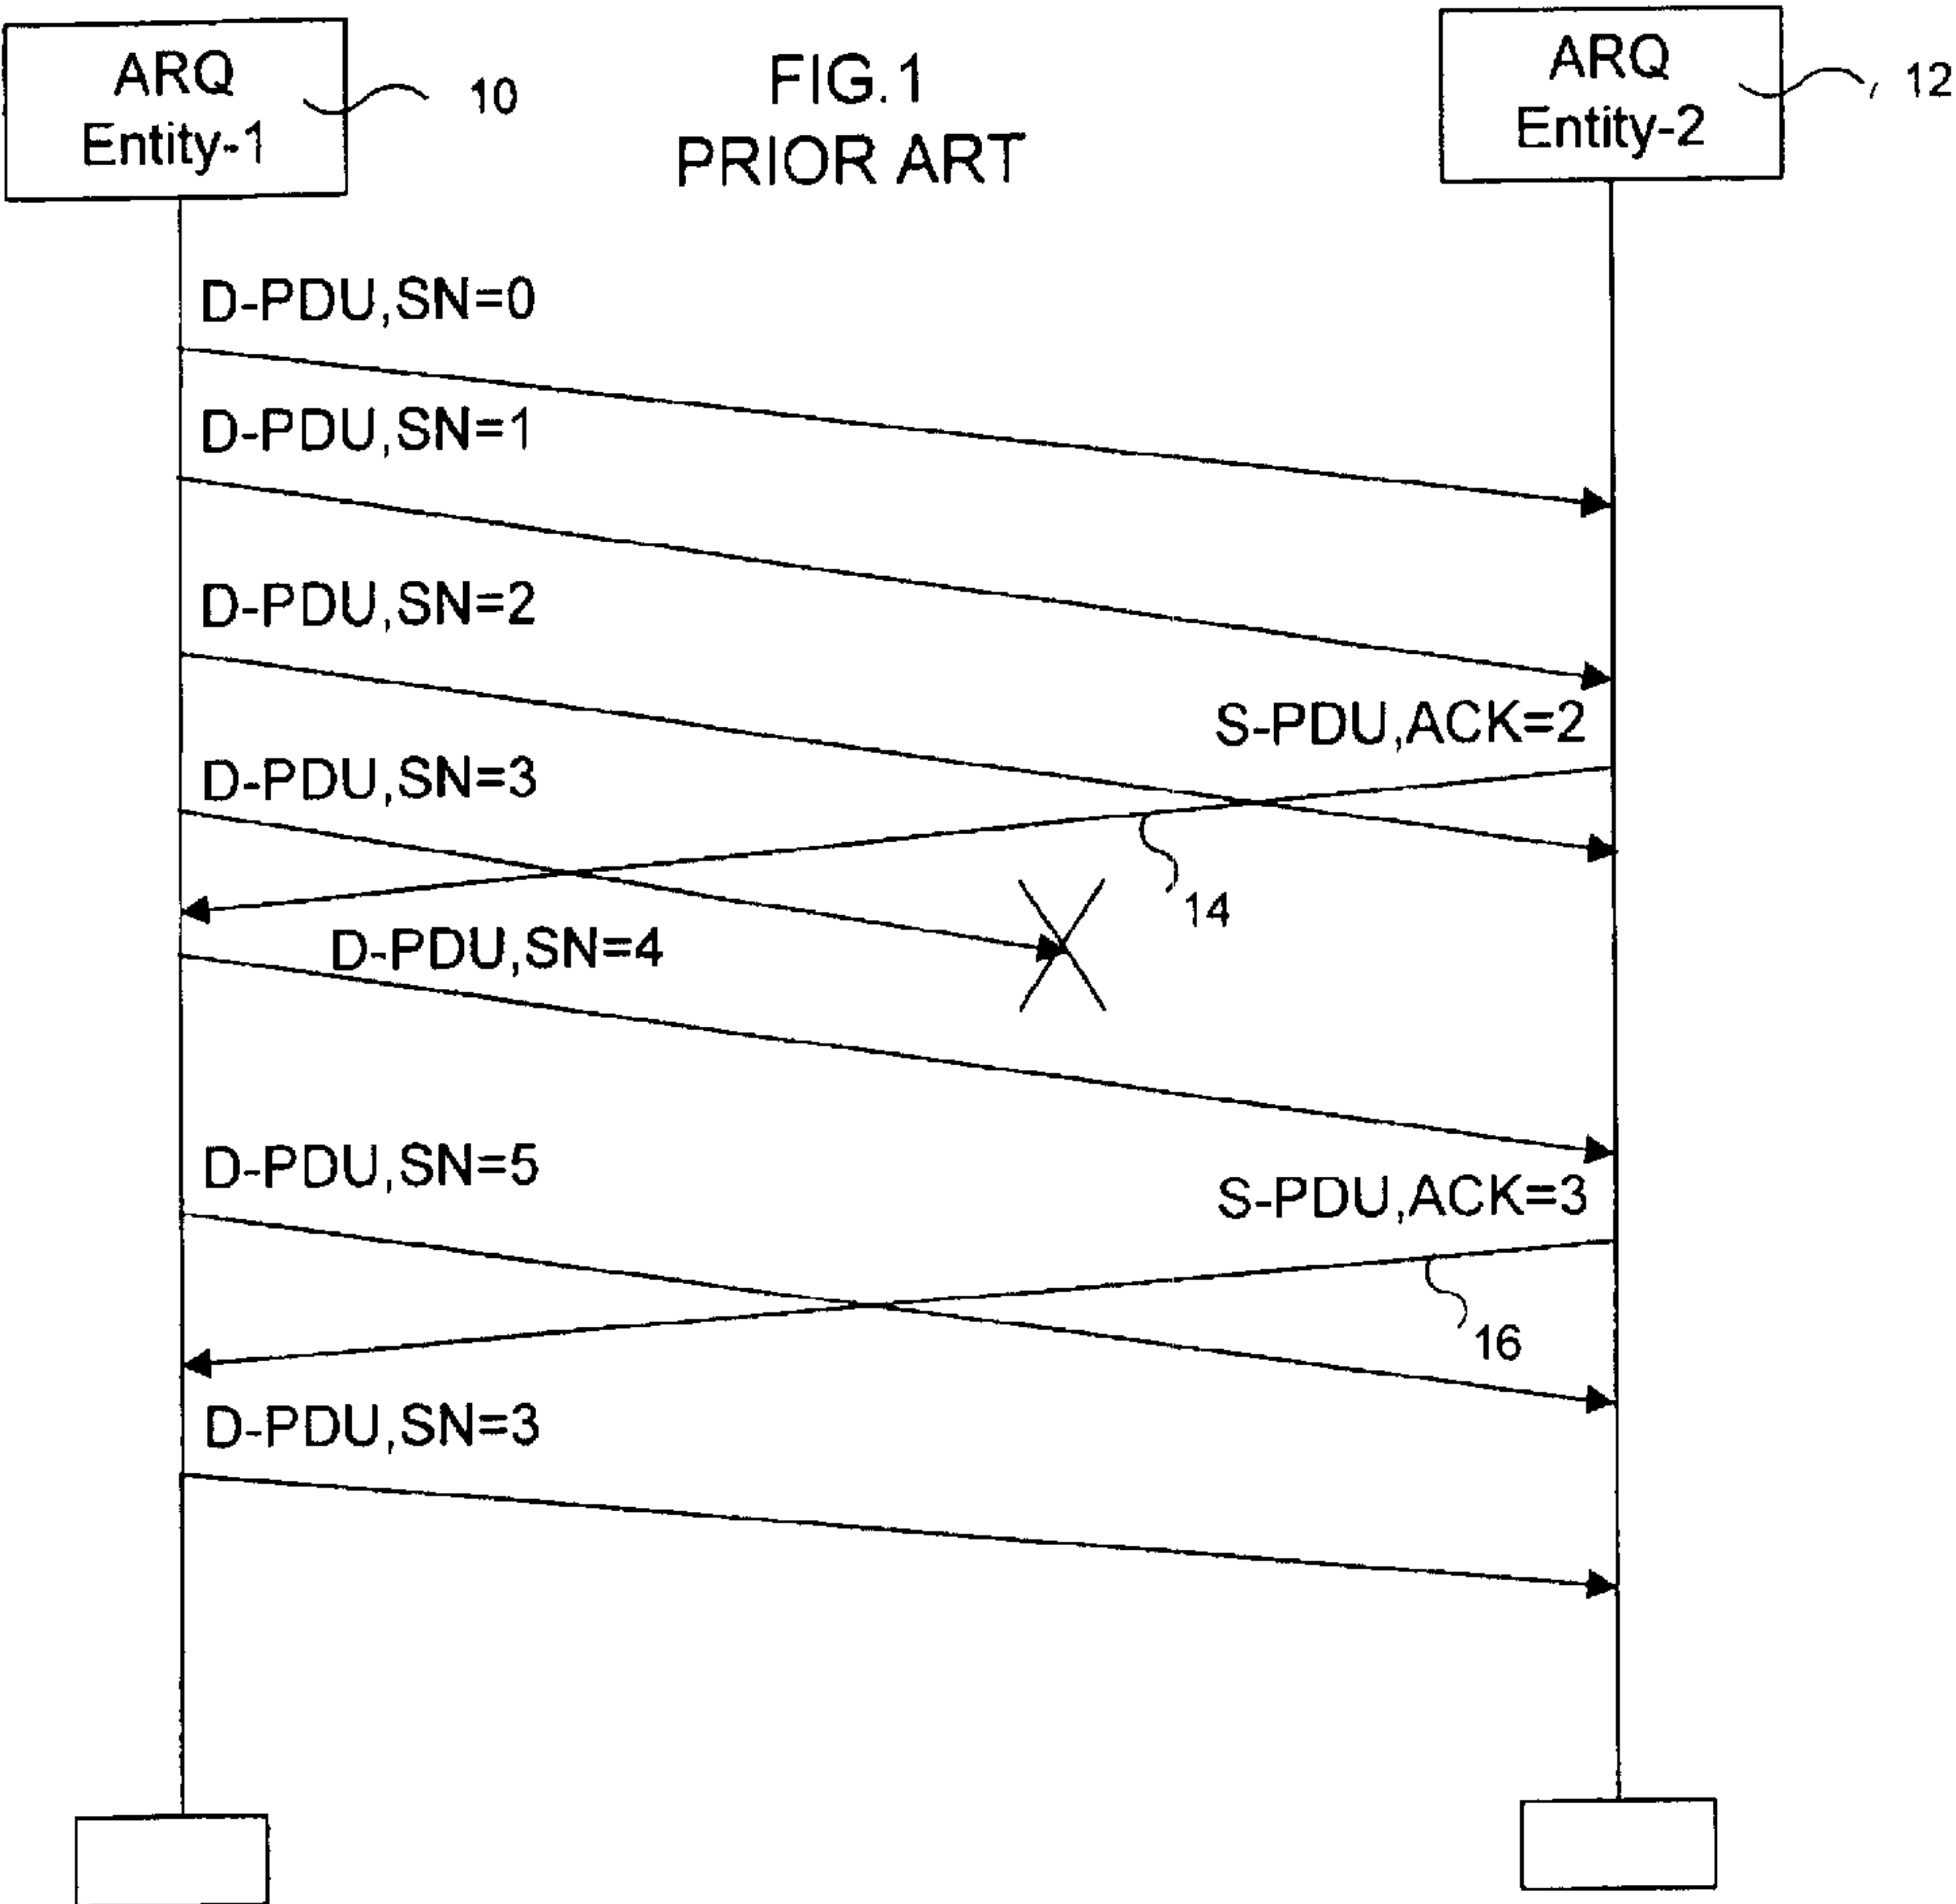 ARQ
Entity-1
10
FIG.1
PRIOR ART
ARQ
Entity-2
12
D-PDU,SN=0
D-PDU,SN=1
D-PDU,SN=2
S-PDU,ACK=2
D-PDU,SN=3
14
D-PDU,SN=4
D-PDU,SN=5
S-PDU,ACK=3
16
D-PDU,SN=3